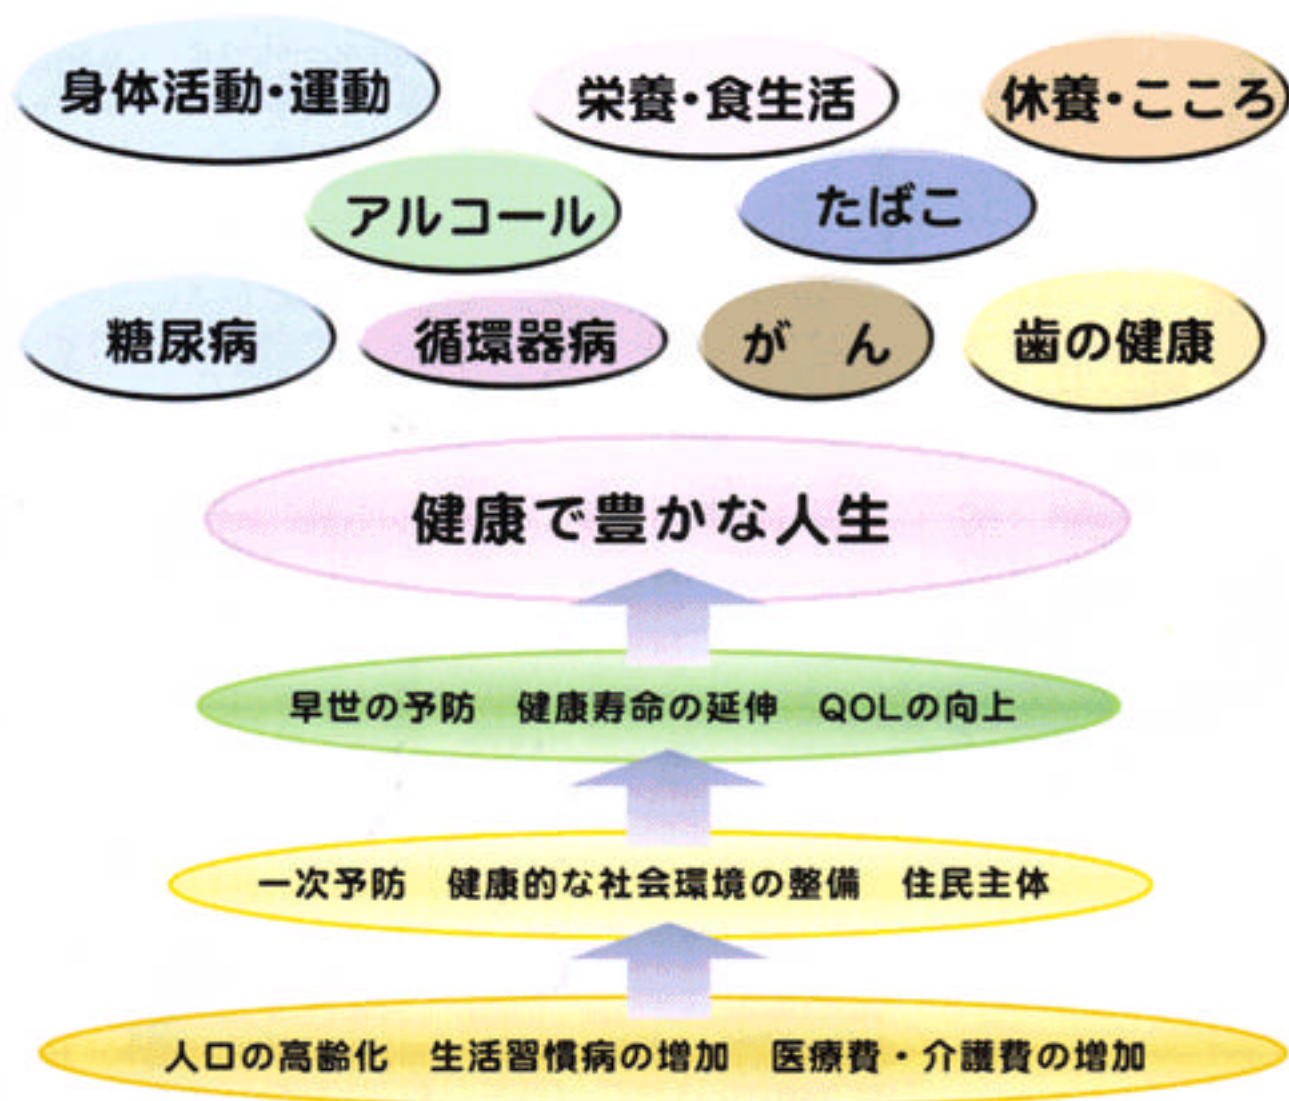 身体活動・運動 栄養・食生活 休養・こころ
アルコール たばこ
糖尿病 循環器病 がん 歯の健康
健康で豊かな人生
早世の予防 健康寿命の延伸 QOLの向上
一次予防 健康的な社会環境の整備 住民主体
人口の高齢化 生活習慣病の増加 医療費・介護費の増加